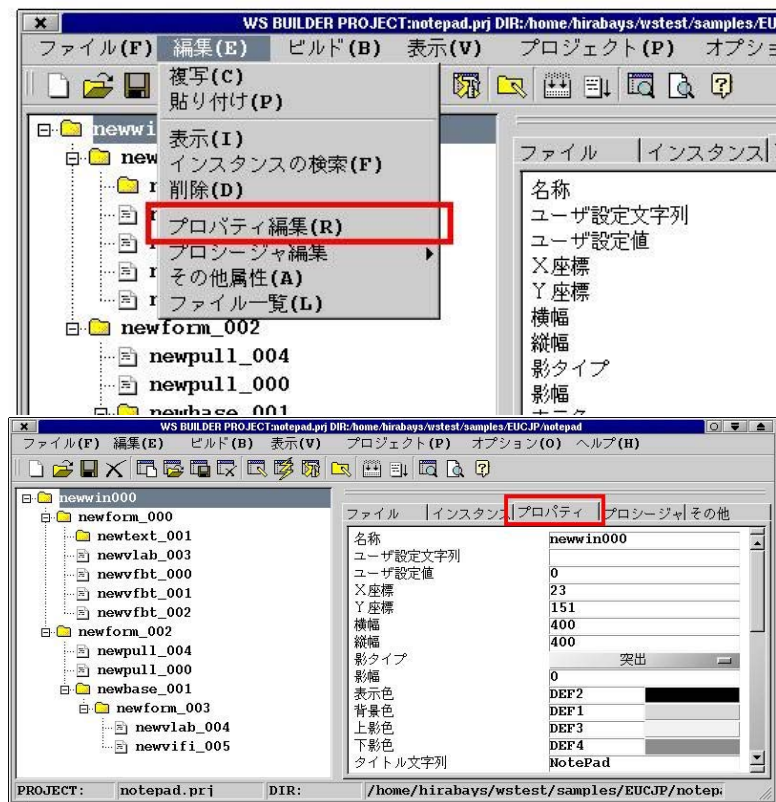 WS BUILDER PROJECT:notepad.prj DIR:/home/hirabays/wstest/samples/EU
ファイル(F) 編集(E) ビルド(B) 表示(V) プロジェクト(P) オプショ
複写(C)
貼り付け(P)
表示(I)
インスタンスの検索(F)
削除(D)
プロパティ編集(R)
プロシージャ編集
その他属性(A)
ファイル一覧(L)
newwi
new
newform_002
newpull_004
newpull_000
newbase_001
ファイル インスタンス
名称
ユーザ設定文字列
ユーザ設定値
X座標
Y座標
横幅
縦幅
影タイプ
影幅
WS BUILDER PROJECT:notepad.prj DIR:/home/hirabays/wstest/samples/EUCJP/notepad
ファイル(F) 編集(E) ビルド(B) 表示(V) プロジェクト(P) オプション(O) ヘルプ(H)
newwin000
newform_000
newtext_001
newvlab_003
newvfbt_000
newvfbt_001
newvfbt_002
newform_002
newpull_004
newpull_000
newbase_001
newform_003
newvlab_004
newvifi_005
ファイル インスタンス プロパティ プロシージャ その他
名称 newwin000
ユーザ設定文字列
ユーザ設定値 0
X座標 23
Y座標 151
横幅 400
縦幅 400
影タイプ 突出
影幅 0
表示色 DEF2
背景色 DEF1
上影色 DEF3
下影色 DEF4
タイトル文字列 NotePad
PROJECT: notepad.prj DIR: /home/hirabays/wstest/samples/EUCJP/notep